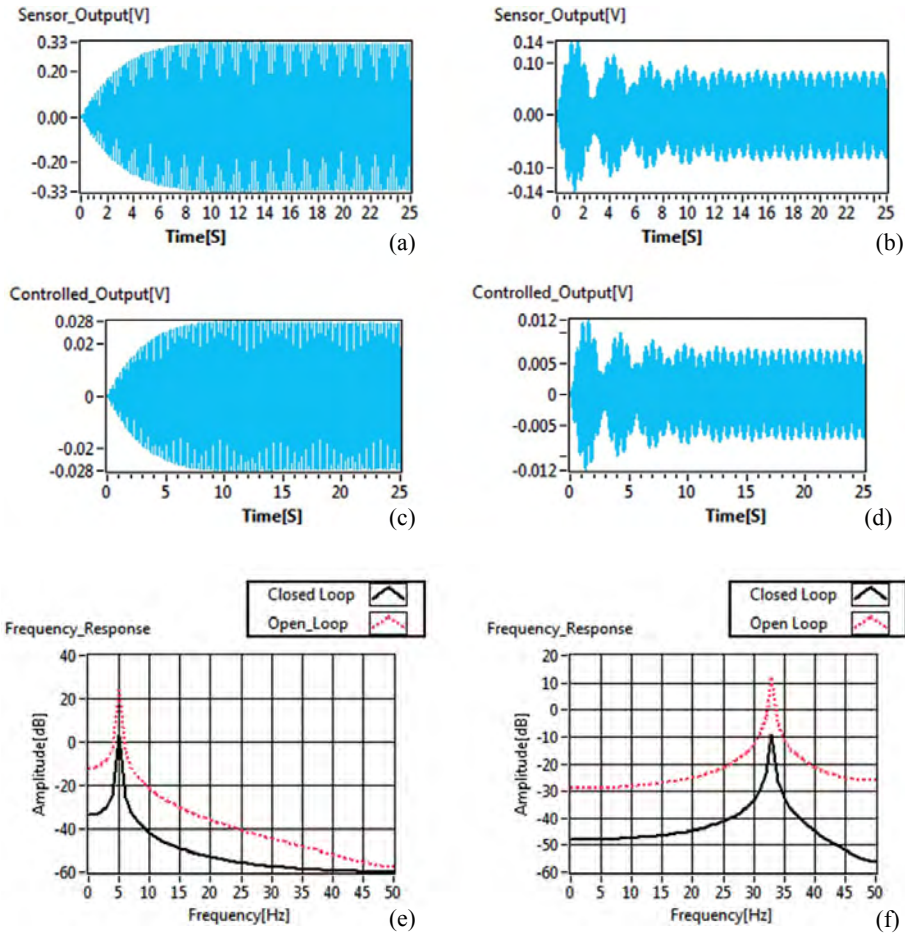 Sensor_Output[V]
0.33
0.20
0.00
-0.20
-0.33
0 2 4 6 8 10 12 14 16 18 20 22 25
Time[S]
(a)
Sensor_Output[V]
0.14
0.10
0.00
-0.10
-0.14
0 2 4 6 8 10 12 14 16 18 20 22 25
Time[S]
(b)
Controlled_Output[V]
0.028
0.02
0
-0.02
-0.028
0 5 10 15 20 25
Time[S]
(c)
Controlled_Output[V]
0.012
0.005
0
-0.005
-0.012
0 5 10 15 20 25
Time[S]
(d)
Closed Loop
Open_Loop
Frequency_Response
Amplitude[dB]
40
20
0
-20
-40
-60
0 5 10 15 20 25 30 35 40 45 50
Frequency[Hz]
(e)
Closed Loop
Open Loop
Frequency_Response
Amplitude[dB]
20
10
0
-10
-20
-30
-40
-50
-60
0 5 10 15 20 25 30 35 40 45 50
Frequency[Hz]
(f)